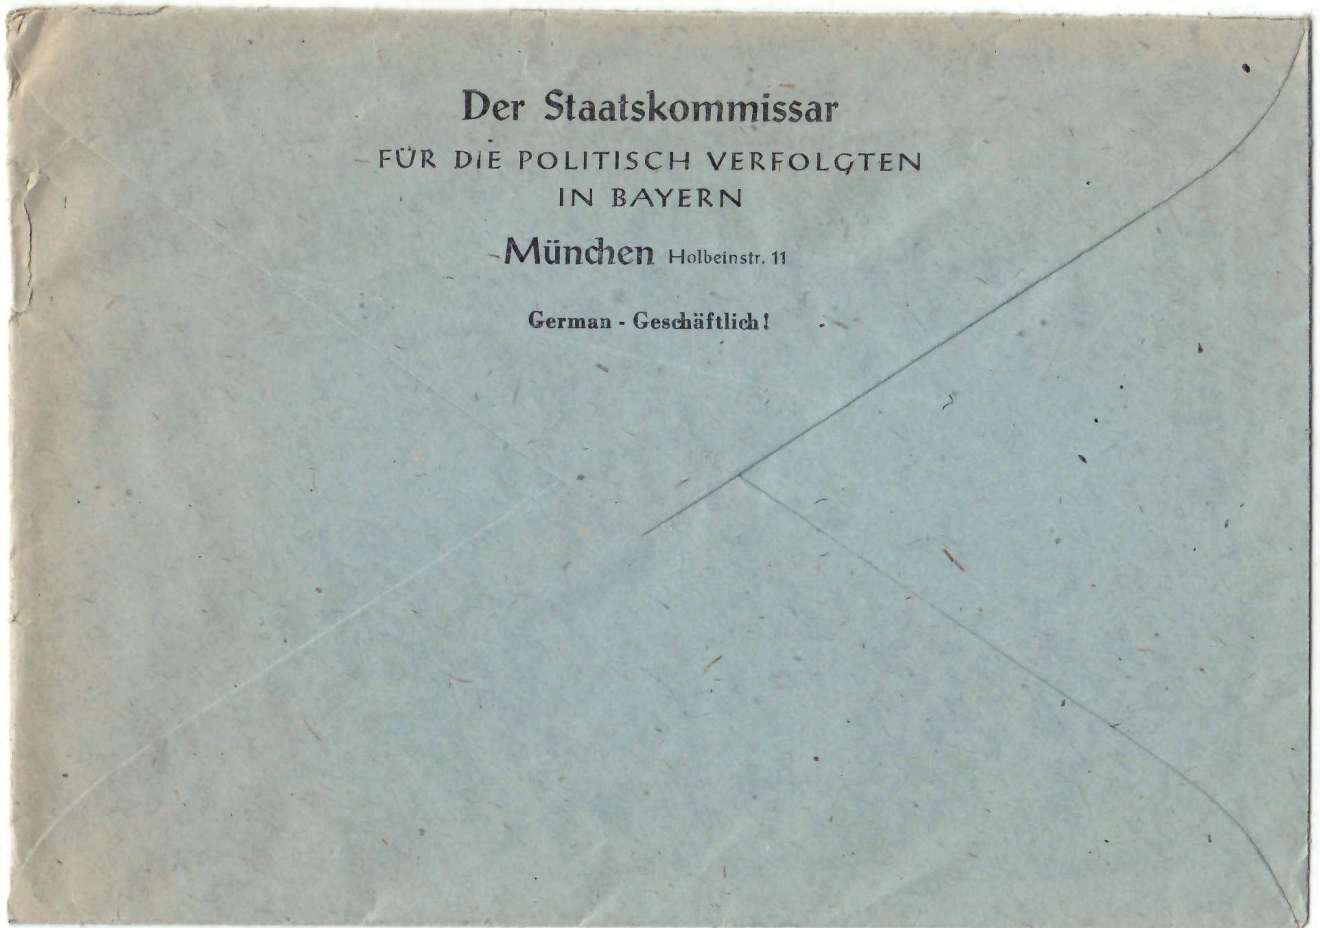 Der Staatskommissar
FÜR DIE POLITISCH VERFOLGTEN
IN BAYERN
München Holbeinstr. 11
German - Geschäftlich!